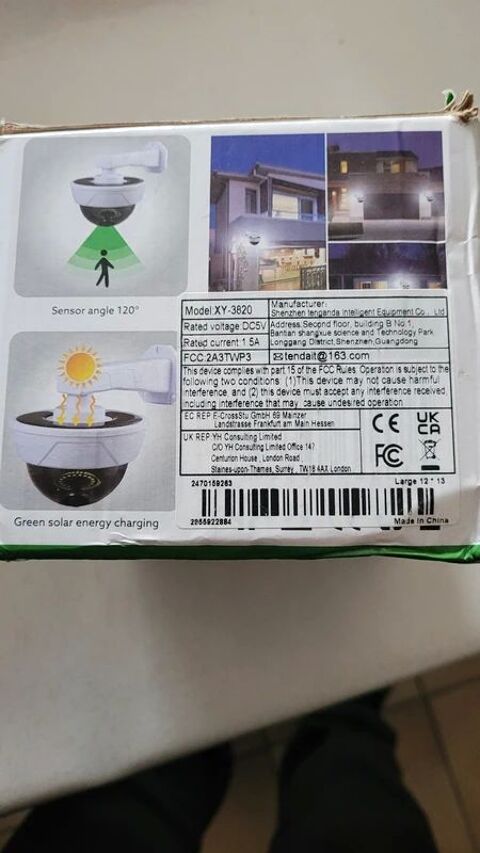 Sensor angle 120°
Green solar energy charging
Model:XY-3820
Rated voltage DC5V
Rated current 1.5A
FCC:2A3TWP3
Manufacturer:
Shenzhen tenganda Intelligent Equipment Co., Ltd
Address:Second floor, building B No.1,
Bantian shangxue science and Technology Park
Longgang District,Shenzhen,Guangdong
tendait@163.com
This device complies with part 15 of the FCC Rules. Operation is subject to the
following two conditions: (1)This device may not cause harmful
interference, and (2) this device must accept any interference received,
including interference that may cause undesired operation.
EC REP E-CrossStu GmbH 69 Mainzer
Landstrasse Frankfurt am Main Hessen
UK REP YH Consulting Limited
C/O YH Consulting Limited Office 147
Centurion House, London Road,
Staines-upon-Thames, Surrey, TW18 4AX London
CE
UK
CA
FC
2470159263
Large 12 * 13
2055922884
Made in China